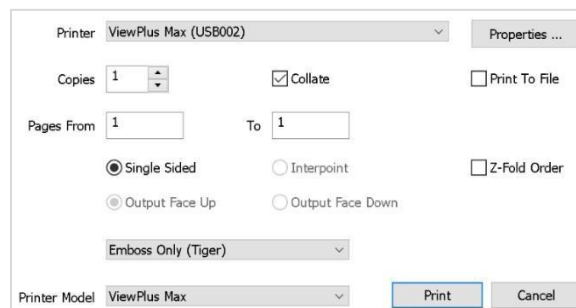 Printer ViewPlus Max (USB002) Properties ...
Copies 1 Collate Print To File
Pages From 1 To 1
Single Sided Interpoint Z-Fold Order
Output Face Up Output Face Down
Emboss Only (Tiger)
Printer Model ViewPlus Max Print Cancel